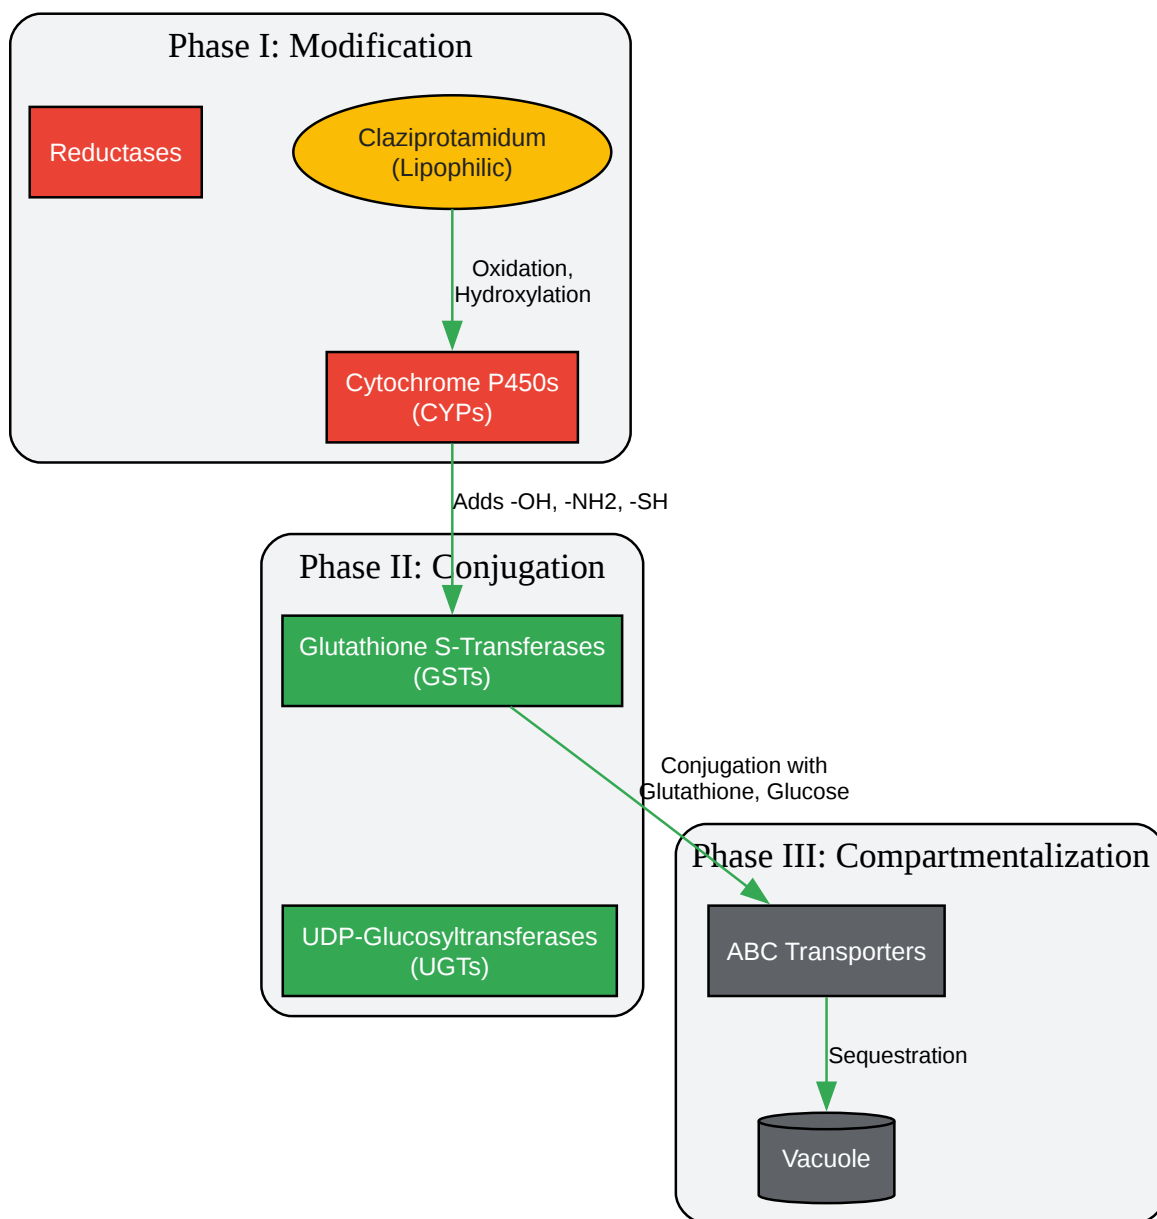 Phase I: Modification
Reductases
Claziprotamidum
(Lipophilic)
Oxidation,
Hydroxylation
Cytochrome P450s
(CYPs)
Adds -OH, -NH2, -SH
Phase II: Conjugation
Glutathione S-Transferases
(GSTs)
Conjugation with
Glutathione, Glucose
UDP-Glucosyltransferases
(UGTs)
Phase III: Compartmentalization
ABC Transporters
Sequestration
Vacuole